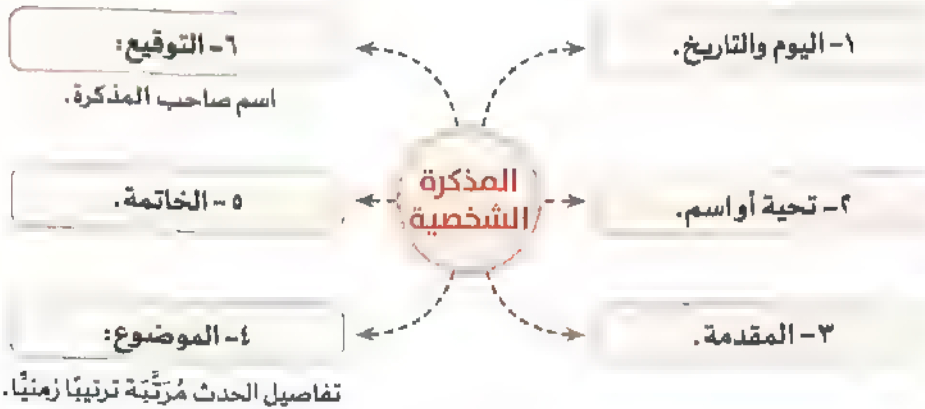 ١- اليوم والتاريخ.
٢- تحية أو اسم.
٣- المقدمة.
المذكرة
الشخصية
٦- التوقيع:
اسم صاحب المذكرة.
٥- الخاتمة.
٤- الموضوع:
تفاصيل الحدث مُرَتَّبَة ترتيبًا زمنيًّا.